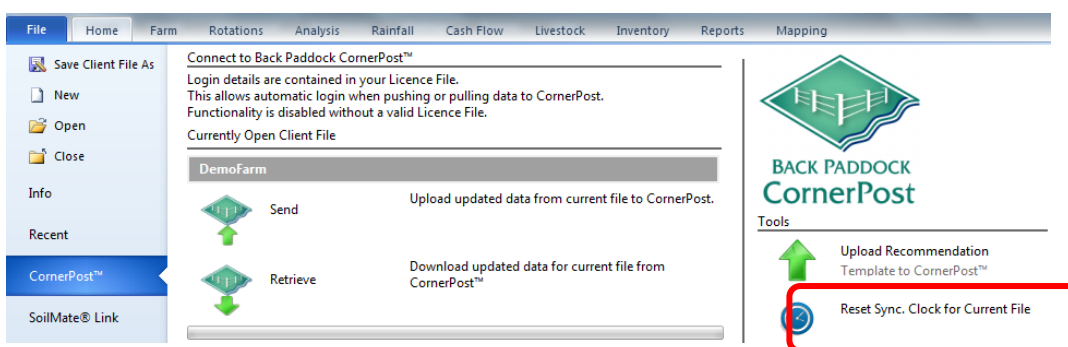 File Home Farm Rotations Analysis Rainfall Cash Flow Livestock Inventory Reports Mapping
Save Client File As
New
Open
Close
Info
Recent
CornerPost™
SoilMate® Link
Connect to Back Paddock CornerPost™
Login details are contained in your Licence File.
This allows automatic login when pushing or pulling data to CornerPost.
Functionality is disabled without a valid Licence File.
Currently Open Client File
DemoFarm
Send
Upload updated data from current file to CornerPost.
Retrieve
Download updated data for current file from
CornerPost™
BACK PADDOCK
CornerPost
Tools
Upload Recommendation
Template to CornerPost™
Reset Sync. Clock for Current File